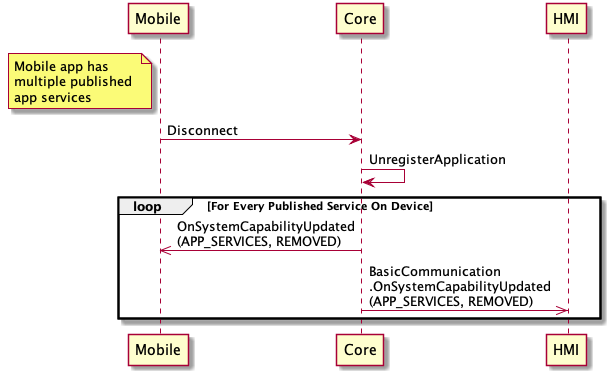 Mobile
Core
HMI
Mobile app has
multiple published
app services
Disconnect
UnregisterApplication
loop
[For Every Published Service On Device]
OnSystemCapabilityUpdated
(APP_SERVICES, REMOVED)
BasicCommunication
.OnSystemCapabilityUpdated
(APP_SERVICES, REMOVED)
Mobile
Core
HMI